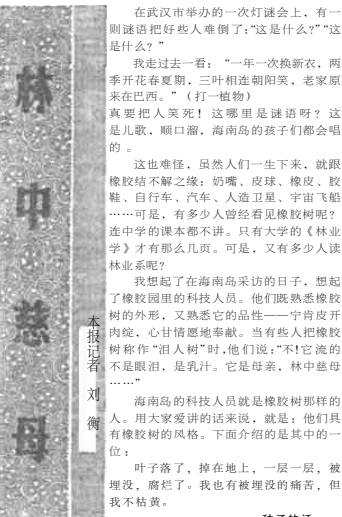 林中慈母
本报记者 刘衡
在武汉市举办的一次灯谜会上，有一
则谜语把好些人难倒了：“这是什么？”“这
是什么？”
我走过去一看：“一年一次换新衣，两
季开花春夏期，三叶相连朝阳笑，老家原
来在巴西。”（打一植物）
真要把人笑死！这哪里是谜语呀？这
是儿歌，顺口溜，海南岛的孩子们都会唱
的。
这也难怪，虽然人们一生下来，就跟
橡胶结不解之缘：奶嘴、皮球、橡皮、胶
鞋、自行车、汽车、人造卫星、宇宙飞船
……可是，有多少人曾经看见橡胶树呢？
连中学的课本都不讲。只有大学的《林业
学》才有那么几页。可是，又有多少人读
林业系呢？
我想起了在海南岛采访的日子，想起
了橡胶园里的科技人员。他们既熟悉橡胶
树的外形，又熟悉它的品性——宁肯皮开
肉绽，心甘情愿地奉献。当有些人把橡胶
树称作“泪人树”时，他们说：“不！它流的
不是眼泪，是乳汁。它是母亲，林中慈母
……”
海南岛的科技人员就是橡胶树那样的
人。用大家爱讲的话来说，就是：他们具
有橡胶树的风格。下面介绍的是其中的一
位：
叶子落了，掉在地上，一层一层，被
埋没，腐烂了。我也有被埋没的痛苦，但
我不枯黄。